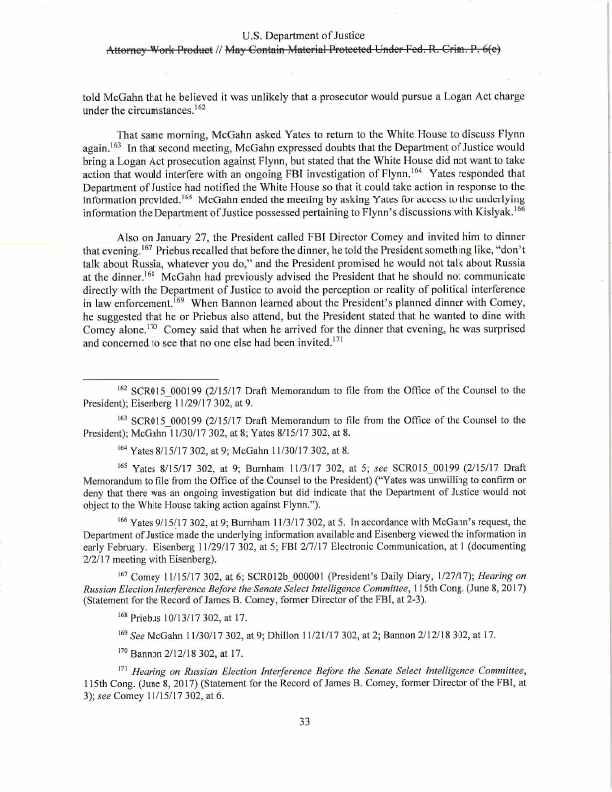 U.S. Department of Justice
Attorney Work Product // May Contain Material Protected Under Fed. R. Crim. P. 6(e)
told McGahn that he believed it was unlikely that a prosecutor would pursue a Logan Act charge
under the circumstances.162
That same morning, McGahn asked Yates to return to the White House to discuss Flynn
again.163 In that second meeting, McGahn expressed doubts that the Department of Justice would
bring a Logan Act prosecution against Flynn, but stated that the White House did not want to take
action that would interfere with an ongoing FBI investigation of Flynn.164 Yates responded that
Department of Justice had notified the White House so that it could take action in response to the
information provided.165 McGahn ended the meeting by asking Yates for access to the underlying
information the Department of Justice possessed pertaining to Flynn's discussions with Kislyak.166
Also on January 27, the President called FBI Director Comey and invited him to dinner
that evening.167 Priebus recalled that before the dinner, he told the President something like, "don't
talk about Russia, whatever you do," and the President promised he would not talk about Russia
at the dinner.168 McGahn had previously advised the President that he should not communicate
directly with the Department of Justice to avoid the perception or reality of political interference
in law enforcement.169 When Bannon learned about the President's planned dinner with Comey,
he suggested that he or Priebus also attend, but the President stated that he wanted to dine with
Comey alone.170 Comey said that when he arrived for the dinner that evening, he was surprised
and concerned to see that no one else had been invited.171
162 SCR015_000199 (2/15/17 Draft Memorandum to file from the Office of the Counsel to the
President); Eisenberg 11/29/17 302, at 9.
163 SCR015_000199 (2/15/17 Draft Memorandum to file from the Office of the Counsel to the
President); McGahn 11/30/17 302, at 8; Yates 8/15/17 302, at 8.
164 Yates 8/15/17 302, at 9; McGahn 11/30/17 302, at 8.
165 Yates 8/15/17 302, at 9; Burnham 11/3/17 302, at 5; see SCR015_00199 (2/15/17 Draft
Memorandum to file from the Office of the Counsel to the President) ("Yates was unwilling to confirm or
deny that there was an ongoing investigation but did indicate that the Department of Justice would not
object to the White House taking action against Flynn.").
166 Yates 9/15/17 302, at 9; Burnham 11/3/17 302, at 5. In accordance with McGahn's request, the
Department of Justice made the underlying information available and Eisenberg viewed the information in
early February. Eisenberg 11/29/17 302, at 5; FBI 2/7/17 Electronic Communication, at 1 (documenting
2/2/17 meeting with Eisenberg).
167 Comey 11/15/17 302, at 6; SCR012b_000001 (President's Daily Diary, 1/27/17); Hearing on
Russian Election Interference Before the Senate Select Intelligence Committee, 115th Cong. (June 8, 2017)
(Statement for the Record of James B. Comey, former Director of the FBI, at 2-3).
168 Priebus 10/13/17 302, at 17.
169 See McGahn 11/30/17 302, at 9; Dhillon 11/21/17 302, at 2; Bannon 2/12/18 302, at 17.
170 Bannon 2/12/18 302, at 17.
171 Hearing on Russian Election Interference Before the Senate Select Intelligence Committee,
115th Cong. (June 8, 2017) (Statement for the Record of James B. Comey, former Director of the FBI, at
3); see Comey 11/15/17 302, at 6.
33